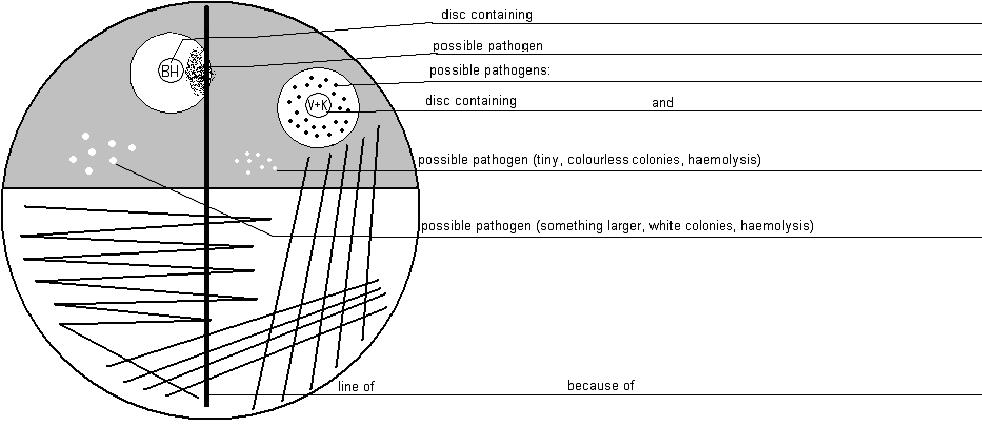 disc containing
possible pathogen
BH
possible pathogens:
V+K
disc containing and
possible pathogen (tiny, colourless colonies, haemolysis)
possible pathogen (something larger, white colonies, haemolysis)
line of because of